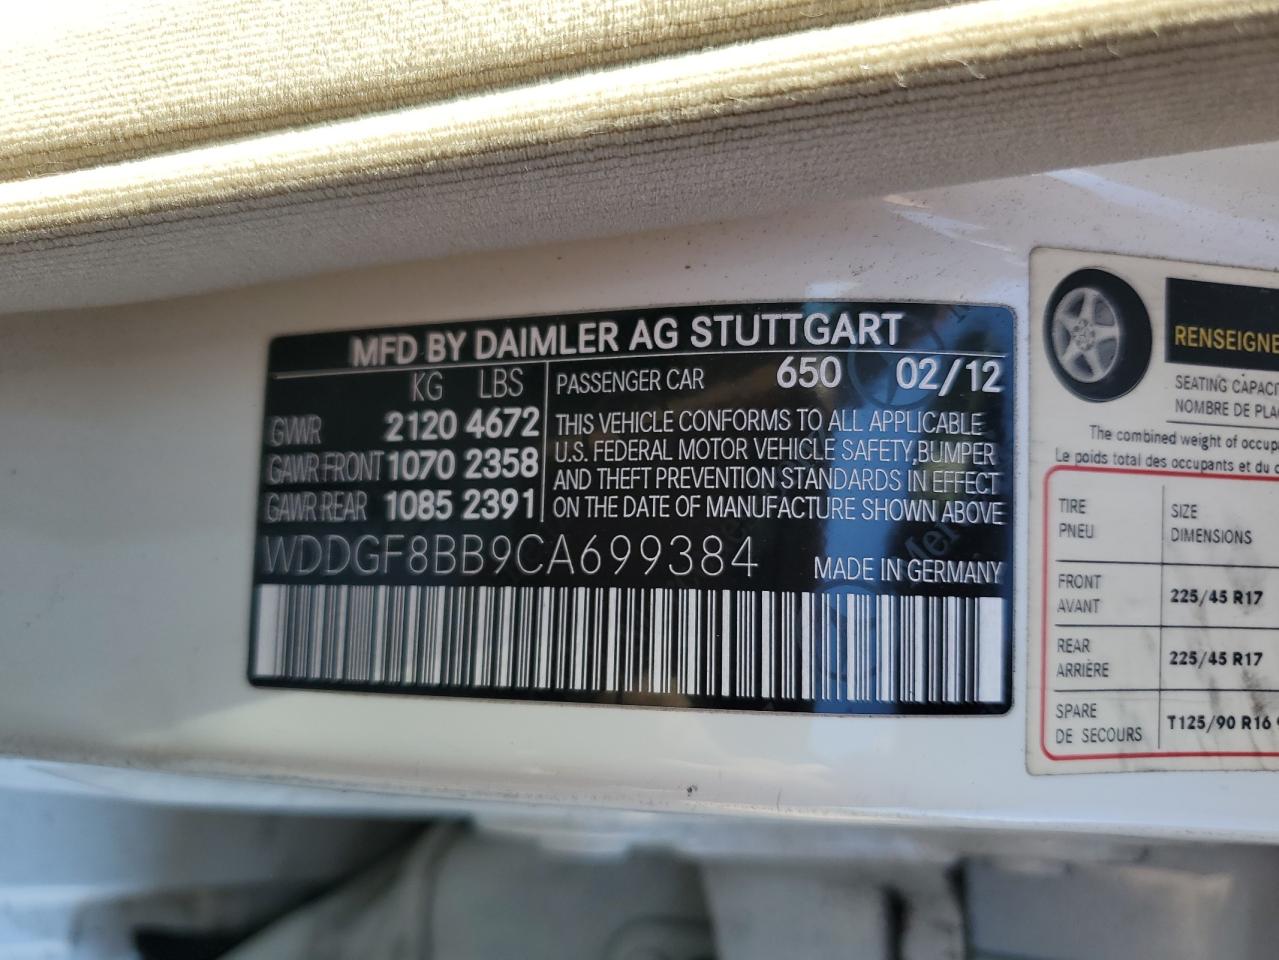 MFD BY DAIMLER AG STUTTGART
KG LBS
GVWR 2120 4672
GAWR FRONT 1070 2358
GAWR REAR 1085 2391
PASSENGER CAR 650 02/12
THIS VEHICLE CONFORMS TO ALL APPLICABLE
U.S. FEDERAL MOTOR VEHICLE SAFETY,BUMPER
AND THEFT PREVENTION STANDARDS IN EFFECT
ON THE DATE OF MANUFACTURE SHOWN ABOVE
WDDGF8BB9CA699384 MADE IN GERMANY
RENSEIGNE
SEATING CAPACI
NOMBRE DE PLA
The combined weight of occup
Le poids total des occupants et du c
TIRE SIZE
PNEU DIMENSIONS
FRONT
AVANT 225/45 R17
REAR
ARRIÈRE 225/45 R17
SPARE
DE SECOURS T125/90 R16